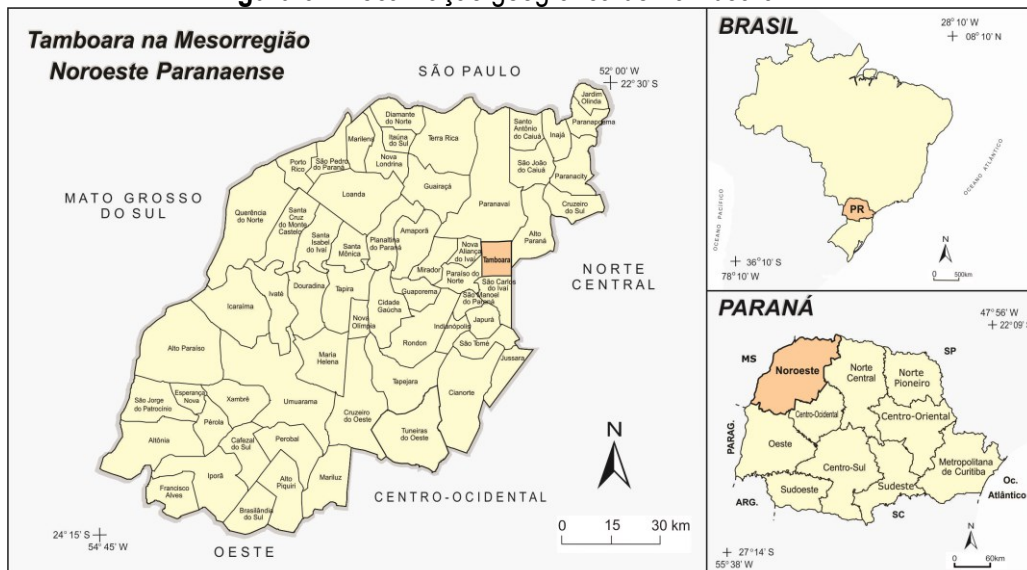 Tamboara na Mesorregião
Noroeste Paranaense
SÃO PAULO
52° 00' W
22° 30' S
MATO GROSSO
DO SUL
NORTE
CENTRAL
CENTRO-OCIDENTAL
OESTE
24° 15' S
54° 45' W
N
0 15 30 km
Jardim
Olinda
Diamante
do Norte
Paranapoema
Marilena
Itaúna
do Sul
Terra Rica
Santo
Antônio
do Caiuá
Inajá
Porto
Rico
São Pedro
do Paraná
Nova
Londrina
São João
do Caiuá
Paranacity
Loanda
Guairaçá
Paranavaí
Cruzeiro
do Sul
Querência
do Norte
Santa
Cruz do
Monte
Castelo
Santa
Isabel
do Ivaí
Santa
Mônica
Planaltina
do Paraná
Amaporã
Alto
Paraná
Nova
Aliança
do Ivaí
Tamboara
Mirador
Paraíso do
Norte
São Carlos
do Ivaí
Icaraíma
Ivaté
Douradina
Tapira
Guaporema
São Manoel
do Paraná
Cidade
Gaúcha
Nova
Olímpia
Indianópolis
Japurá
Rondon
São Tomé
Jussara
Alto Paraíso
Maria
Helena
Tapejara
Cianorte
São Jorge
do Patrocínio
Esperança
Nova
Xambrê
Umuarama
Cruzeiro
do Oeste
Tuneiras
do Oeste
Pérola
Altônia
Cafezal
do Sul
Perobal
Iporã
Alto
Piquiri
Mariluz
Francisco
Alves
Brasilândia
do Sul
BRASIL
28° 10' W
08° 10' N
OCEANO ATLÂNTICO
OCEANO PACÍFICO
PR
36° 10' S
78° 10' W
N
0 500km
PARANÁ
47° 56' W
22° 09' S
MS
SP
Noroeste
Norte
Central
Norte
Pioneiro
PARAG.
Centro-Ocidental
Centro-Oriental
Oeste
Centro-Sul
Metropolitana
de Curitiba
Sudoeste
Sudeste
Oc.
Atlântico
ARG.
SC
27° 14' S
55° 38' W
N
0 60km